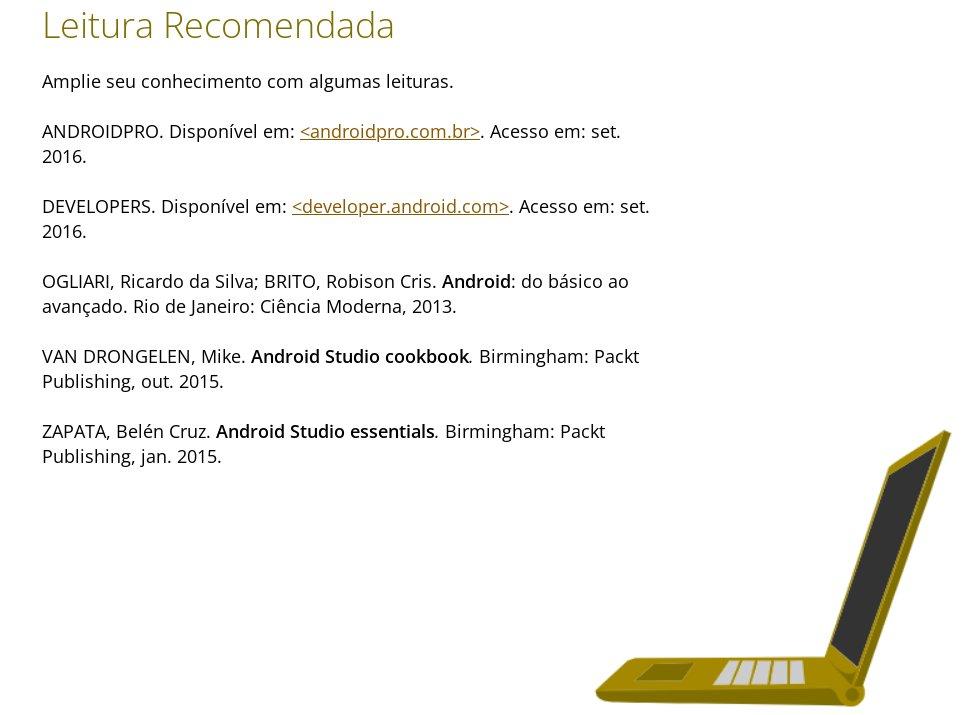 Leitura Recomendada
Amplie seu conhecimento com algumas leituras.
ANDROIDPRO. Disponível em: <androidpro.com.br>. Acesso em: set.
2016.
DEVELOPERS. Disponível em: <developer.android.com>. Acesso em: set.
2016.
OGLIARI, Ricardo da Silva; BRITO, Robison Cris. Android: do básico ao
avançado. Rio de Janeiro: Ciência Moderna, 2013.
VAN DRONGELEN, Mike. Android Studio cookbook. Birmingham: Packt
Publishing, out. 2015.
ZAPATA, Belén Cruz. Android Studio essentials. Birmingham: Packt
Publishing, jan. 2015.